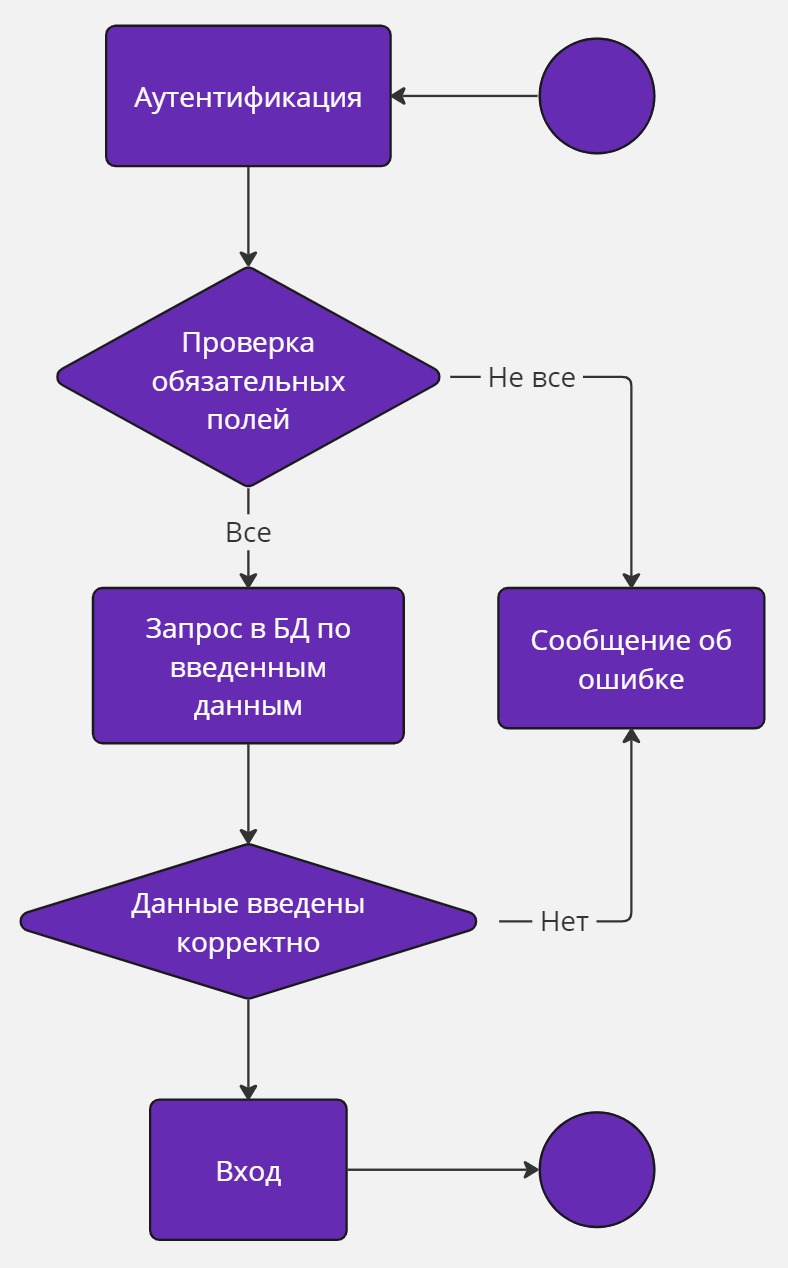 Аутентификация
Проверка
обязательных
полей
Не все
Все
Запрос в БД по
введенным
данным
Сообщение об
ошибке
Данные введены
корректно
Нет
Вход